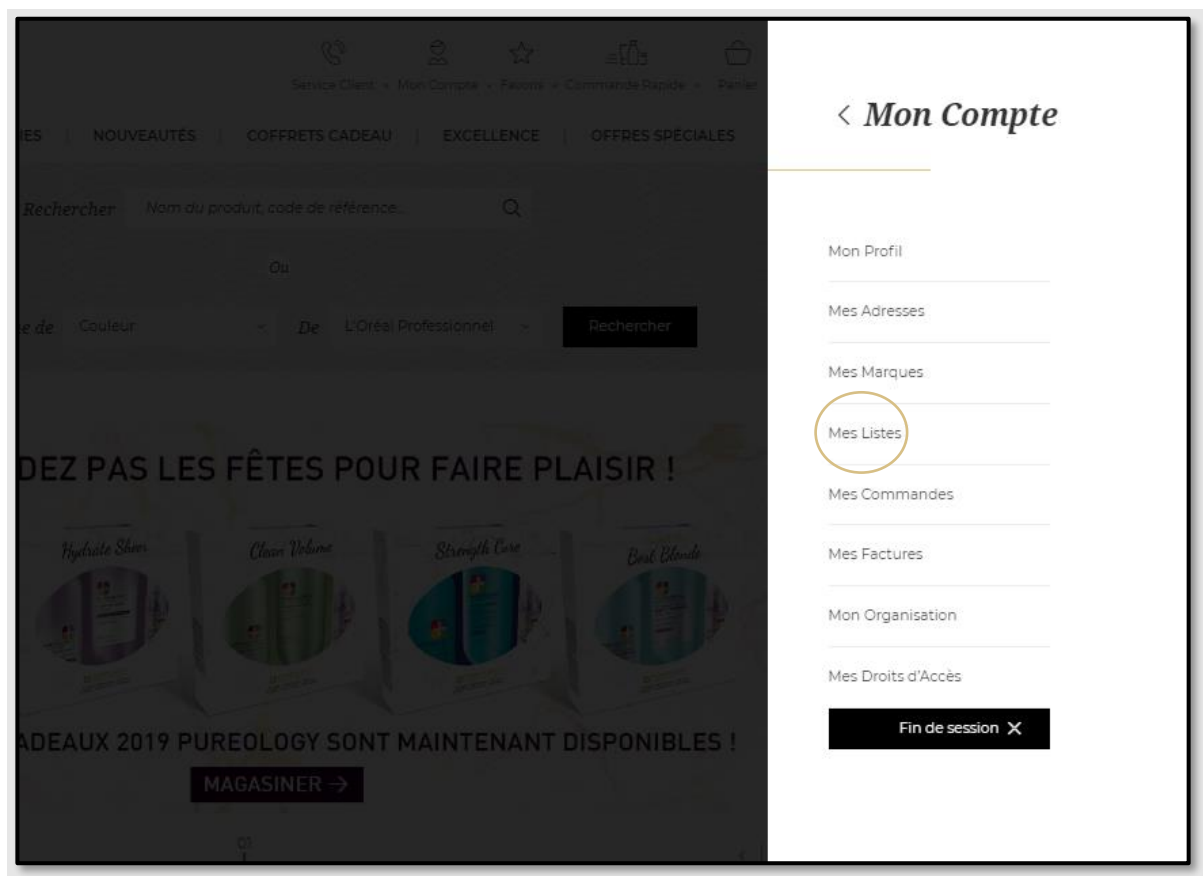 Service Client
Mon Compte
Favoris
Commande Rapide
Panier
NOUVEAUTÉS
COFFRETS CADEAU
EXCELLENCE
OFFRES SPÉCIALES
Rechercher
Nom du produit, code de référence...
Ou
de
Couleur
De
L'Oréal Professionnel
Rechercher
DEZ PAS LES FÊTES POUR FAIRE PLAISIR !
Hydrate Sheer
Clean Volume
Strength Cure
Best Blonde
ADEAUX 2019 PUREOLOGY SONT MAINTENANT DISPONIBLES !
MAGASINER →
01
< Mon Compte
Mon Profil
Mes Adresses
Mes Marques
Mes Listes
Mes Commandes
Mes Factures
Mon Organisation
Mes Droits d'Accès
Fin de session X